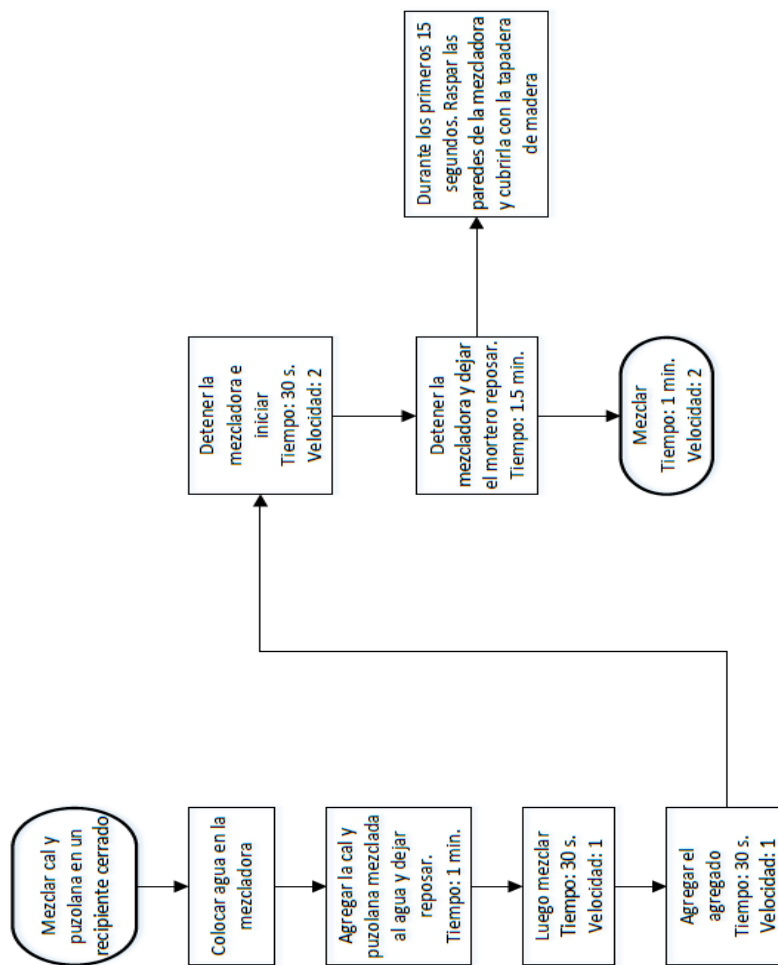 Mezclar cal y
puzolana en un
recipiente cerrado
Colocar agua en la
mezcladora
Agregar la cal y
puzolana mezclada
al agua y dejar
reposar.
Tiempo: 1 min.
Luego mezclar
Tiempo: 30 s.
Velocidad: 1
Agregar el
agregado
Tiempo: 30 s.
Velocidad: 1
Detener la
mezcladora e
iniciar
Tiempo: 30 s.
Velocidad: 2
Detener la
mezcladora y dejar
el mortero reposar.
Tiempo: 1.5 min.
Durante los primeros 15
segundos. Raspar las
paredes de la mezcladora
y cubrirla con la tapadera
de madera
Mezclar
Tiempo: 1 min.
Velocidad: 2